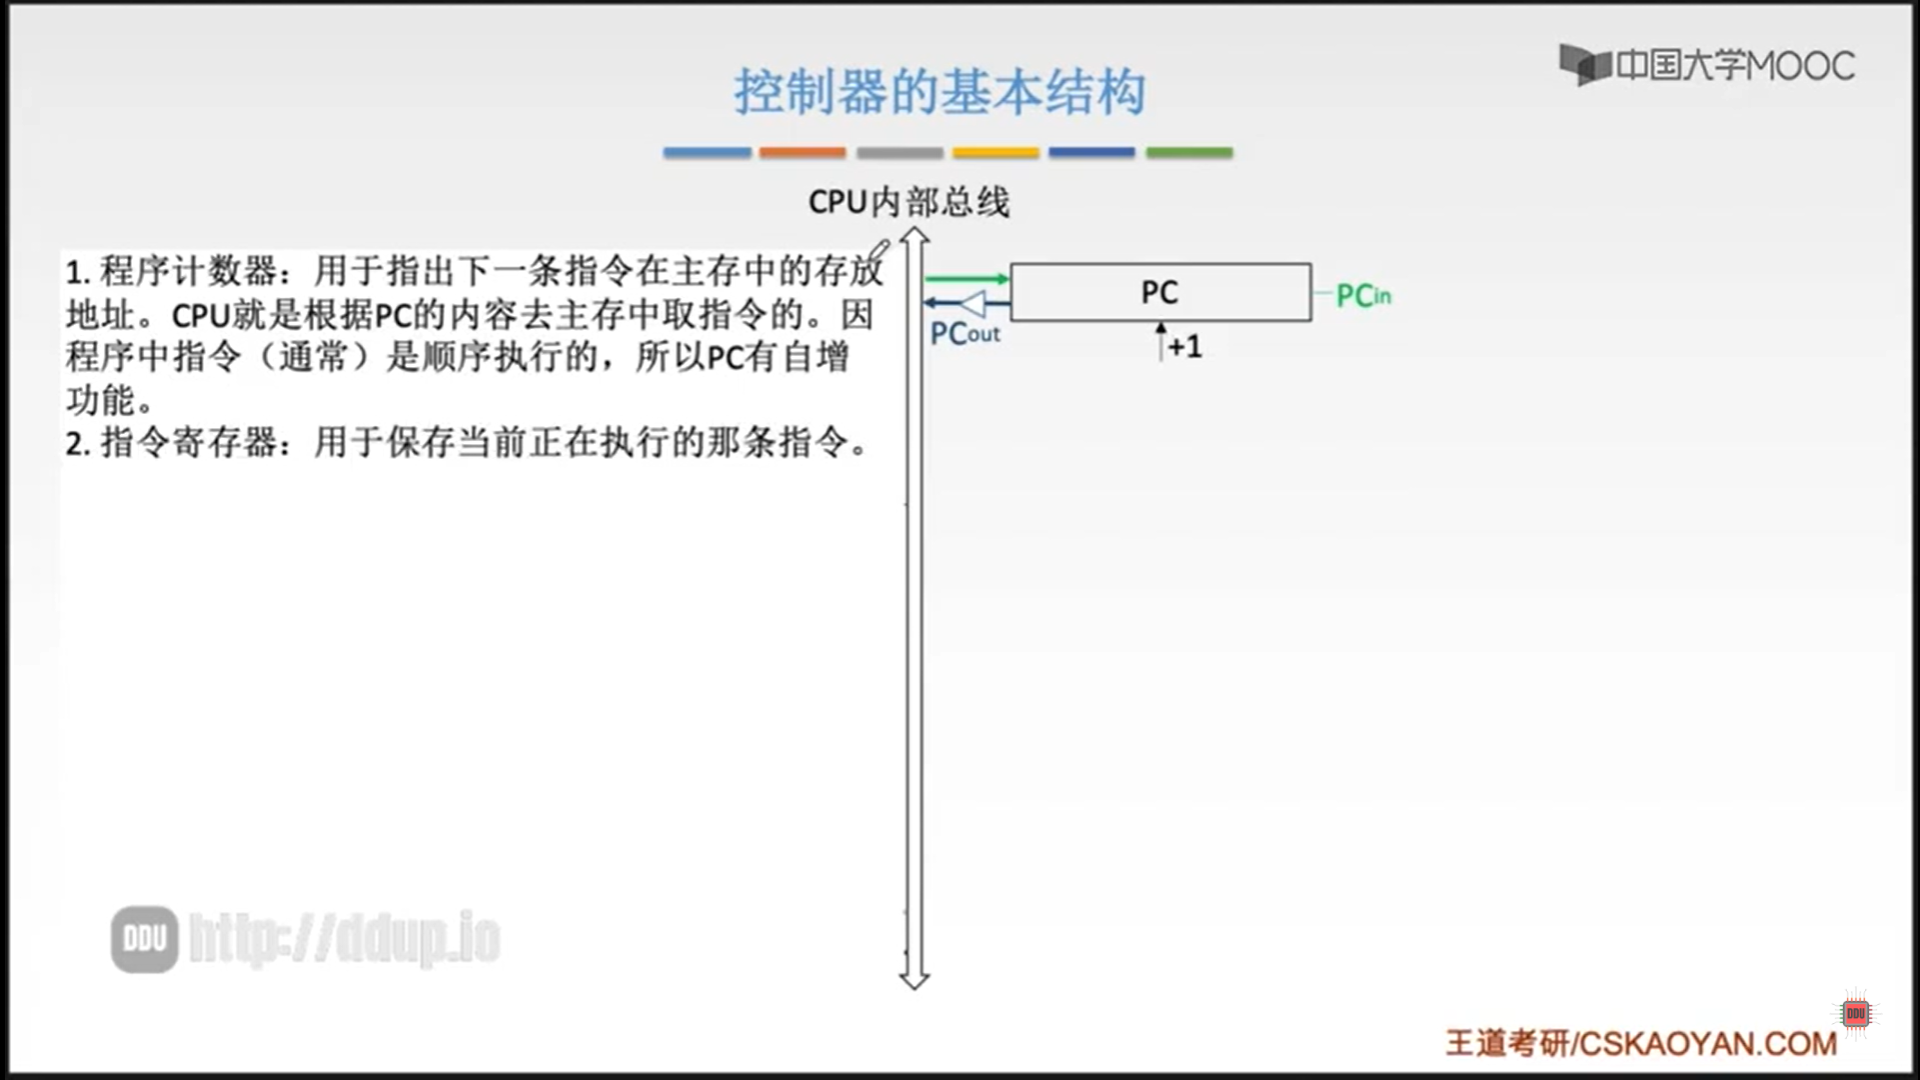 控制器的基本结构
中国大学MOOC
CPU内部总线
1. 程序计数器：用于指出下一条指令在主存中的存放
地址。CPU就是根据PC的内容去主存中取指令的。因
程序中指令（通常）是顺序执行的，所以PC有自增
功能。
2. 指令寄存器：用于保存当前正在执行的那条指令。
PC
PCin
PCout
+1
DDU http://ddup.io
DDU
王道考研/CSKAOYAN.COM